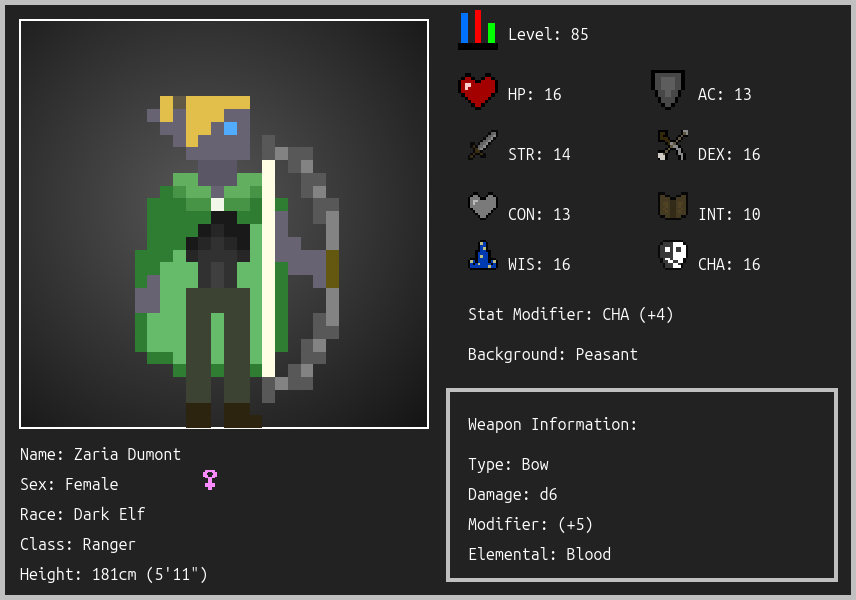 Level: 85
HP: 16
AC: 13
STR: 14
DEX: 16
CON: 13
INT: 10
WIS: 16
CHA: 16
Stat Modifier: CHA (+4)
Background: Peasant
Weapon Information:
Type: Bow
Damage: d6
Modifier: (+5)
Elemental: Blood
Name: Zaria Dumont
Sex: Female
Race: Dark Elf
Class: Ranger
Height: 181cm (5'11")